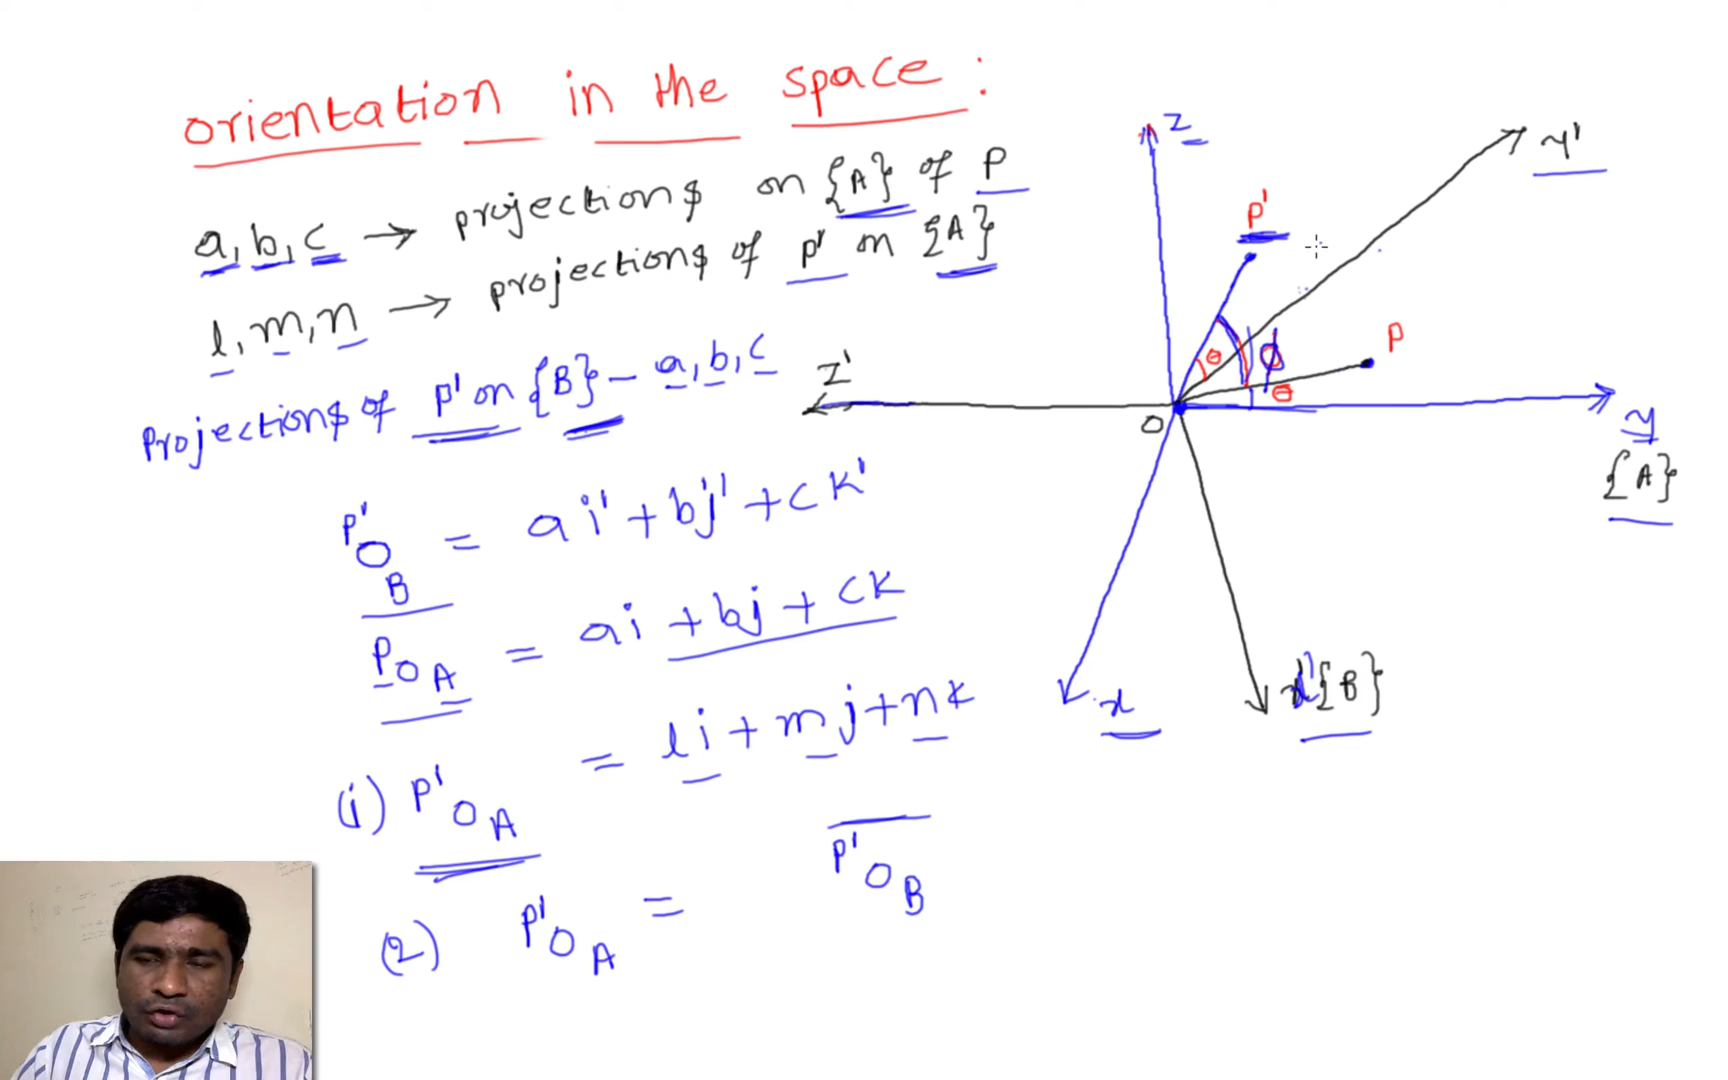 orientation in the space:
a, b, c → projections on {A} of P
l, m, n → projections of P' on {A}
Projections of P' on {B} - a, b, c
P'O B = ai' + bj' + ck'
POA = ai + bj + ck
(1) P'OA = li + mj + nk
(2) P'OA = P'OB
z
y'
P'
P
θ
φ
θ
z'
O
y
{A}
x
x' {B}